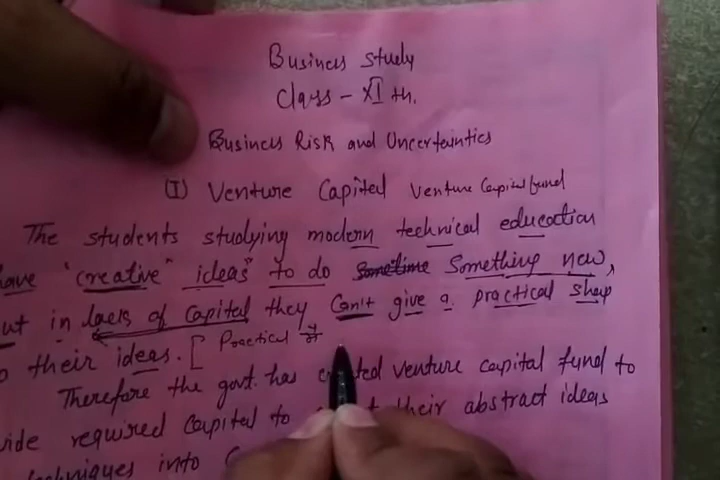 Business Study
Class - XI th.
Business Risk and Uncertainties
(I) Venture Capital Venture Capital fund
The students studying modern technical education
have "creative" ideas" to do sometime Something new,
but in lack of capital they can't give a practical shap
to their ideas. [Practical
Therefore the govt. has created venture capital fund to
vide required capital to their abstract ideas
techniques into